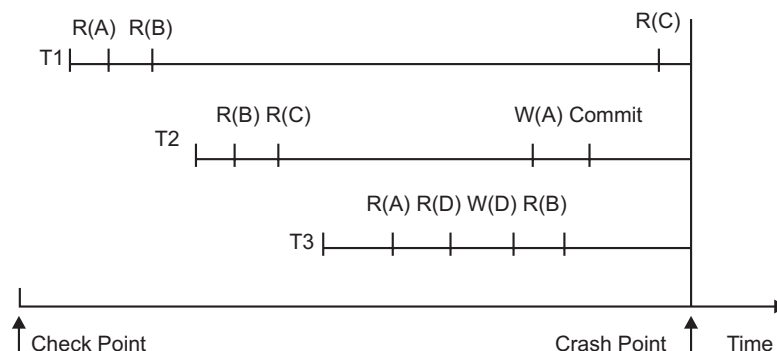 R(A) R(B) R(C)
T1
R(B) R(C) W(A) Commit
T2
R(A) R(D) W(D) R(B)
T3
Check Point Crash Point Time